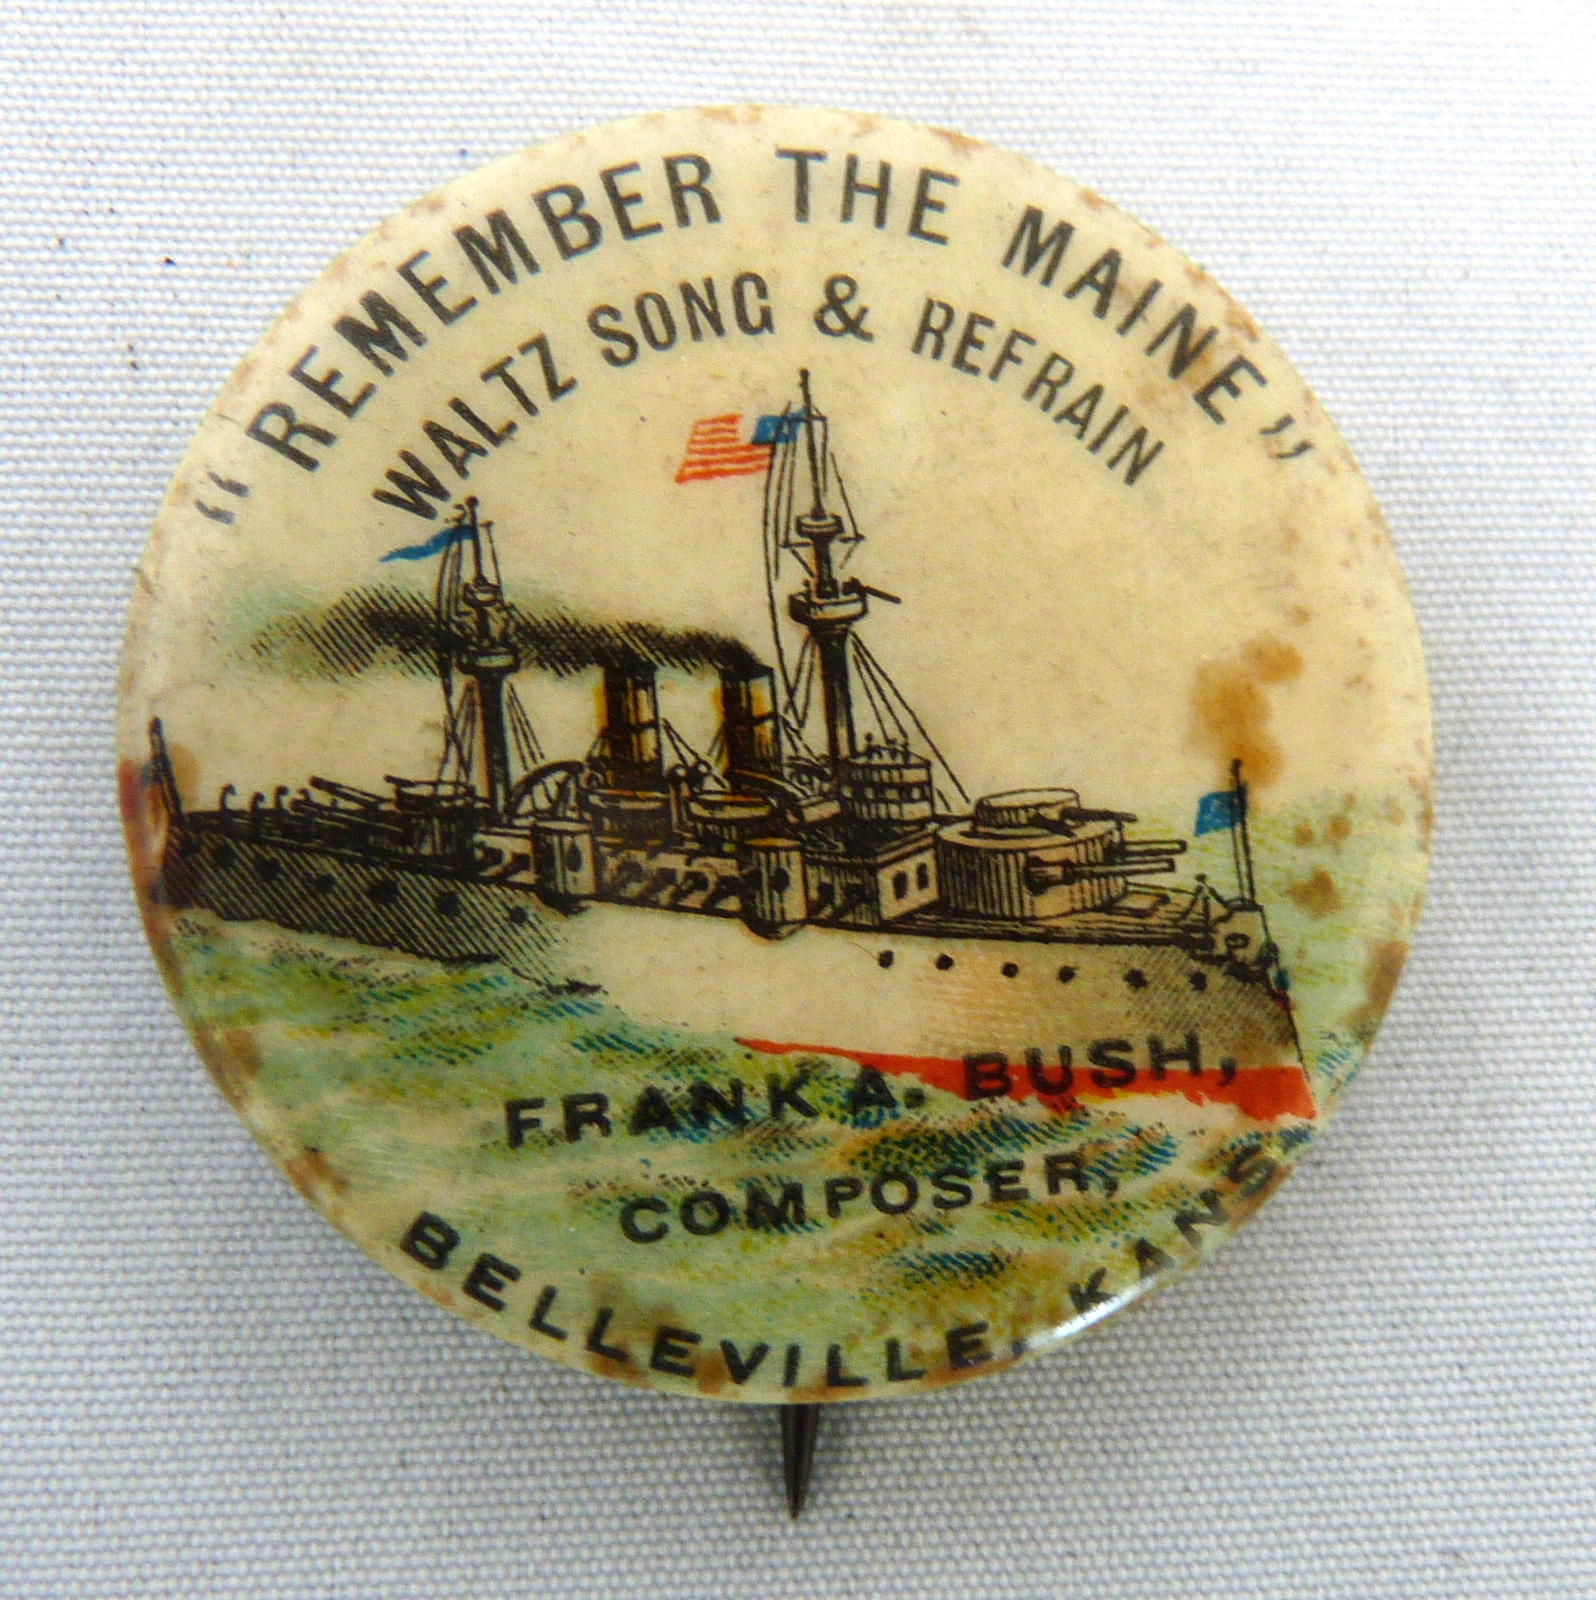 “REMEMBER THE MAINE”
WALTZ SONG & REFRAIN
FRANK A. BUSH,
COMPOSER,
BELLEVILLE, KANS